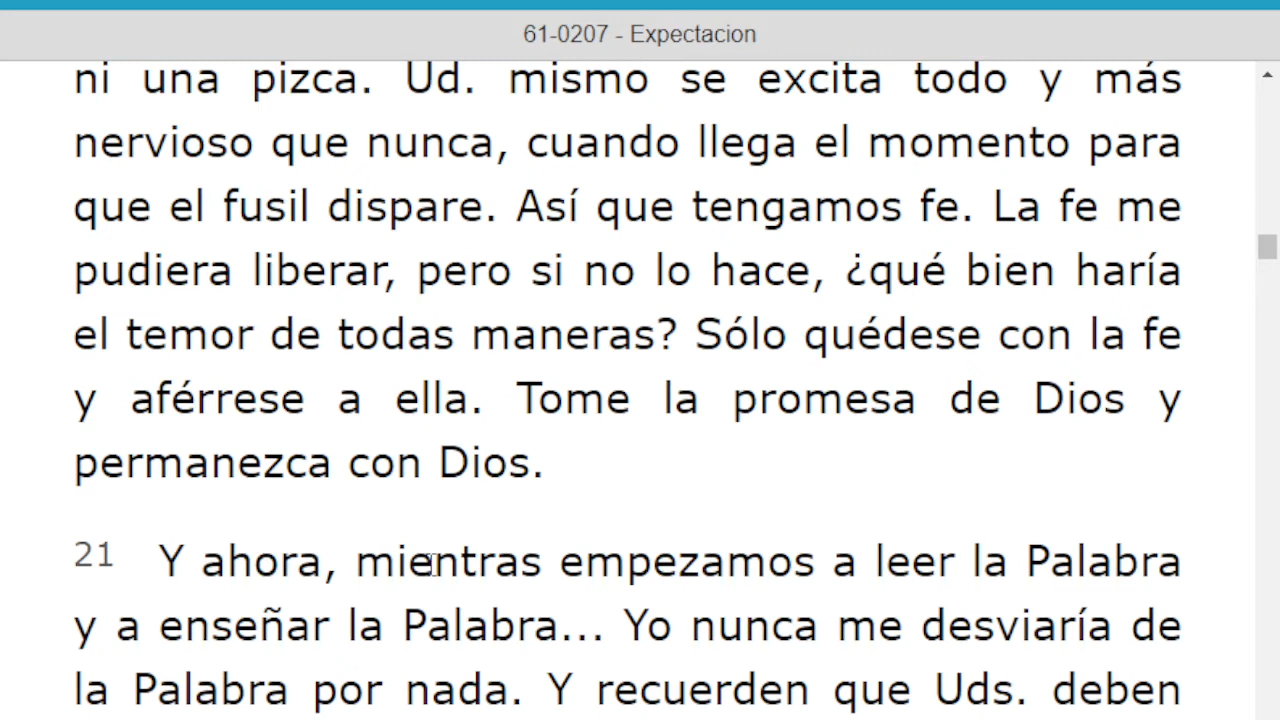 61-0207 - Expectacion
ni una pizca. Ud. mismo se excita todo y más
nervioso que nunca, cuando llega el momento para
que el fusil dispare. Así que tengamos fe. La fe me
pudiera liberar, pero si no lo hace, ¿qué bien haría
el temor de todas maneras? Sólo quédese con la fe
y aférrese a ella. Tome la promesa de Dios y
permanezca con Dios.
21 Y ahora, mientras empezamos a leer la Palabra
y a enseñar la Palabra... Yo nunca me desviaría de
la Palabra por nada. Y recuerden que Uds. deben